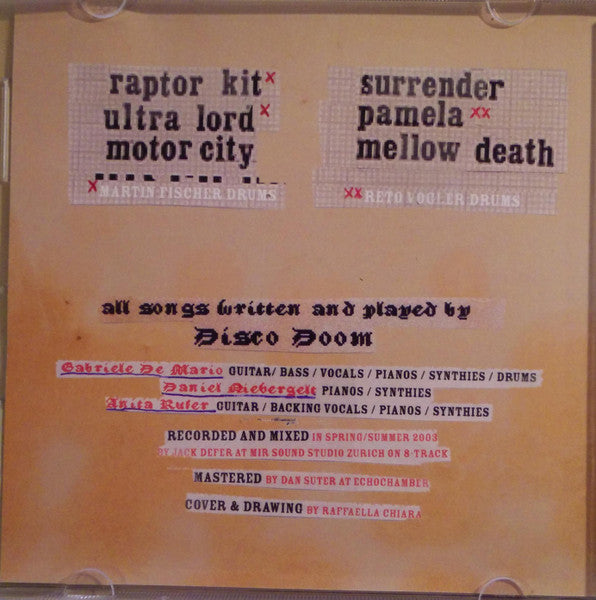 raptor kit x
ultra lord x
motor city
x MARTIN FISCHER DRUMS
surrender
pamela xx
mellow death
xx RETO VOGLER DRUMS
all songs written and played by
Disco Doom
Gabriele De Mario GUITAR/ BASS / VOCALS / PIANOS / SYNTHIES / DRUMS
Daniel Niebergelt PIANOS / SYNTHIES
Anita Rufer GUITAR / BACKING VOCALS / PIANOS / SYNTHIES
RECORDED AND MIXED IN SPRING/SUMMER 2003
BY JACK DEFER AT MIR SOUND STUDIO ZURICH ON 8-TRACK
MASTERED BY DAN SUTER AT ECHOCHAMBER
COVER & DRAWING BY RAFFAELLA CHIARA